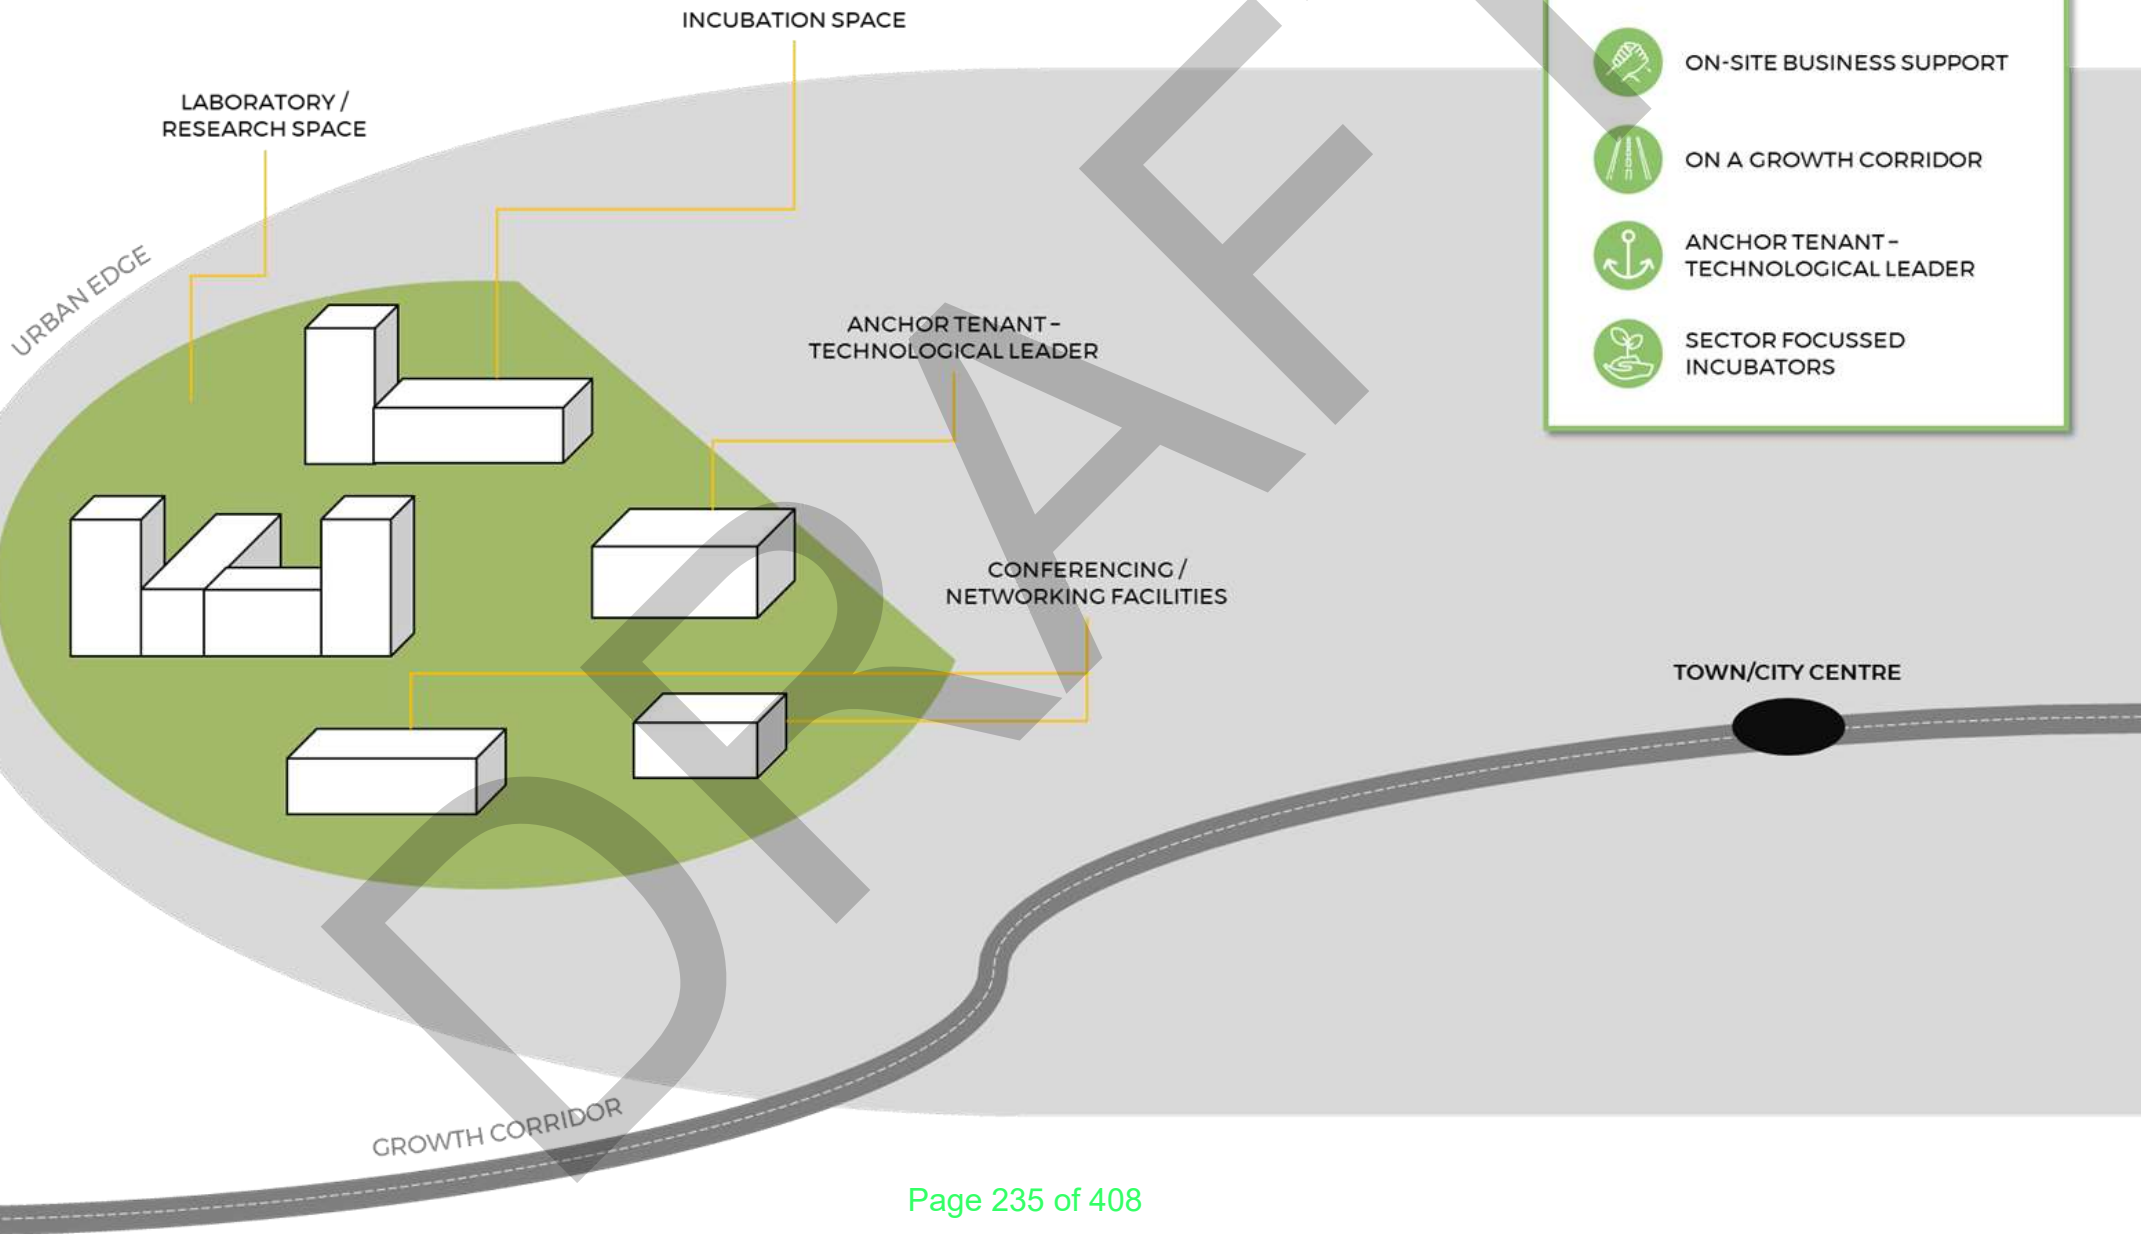 INCUBATION SPACE
LABORATORY /
RESEARCH SPACE
URBAN EDGE
ANCHOR TENANT –
TECHNOLOGICAL LEADER
CONFERENCING /
NETWORKING FACILITIES
ON-SITE BUSINESS SUPPORT
ON A GROWTH CORRIDOR
ANCHOR TENANT –
TECHNOLOGICAL LEADER
SECTOR FOCUSSED
INCUBATORS
TOWN/CITY CENTRE
GROWTH CORRIDOR
DRAFT
Page 235 of 408